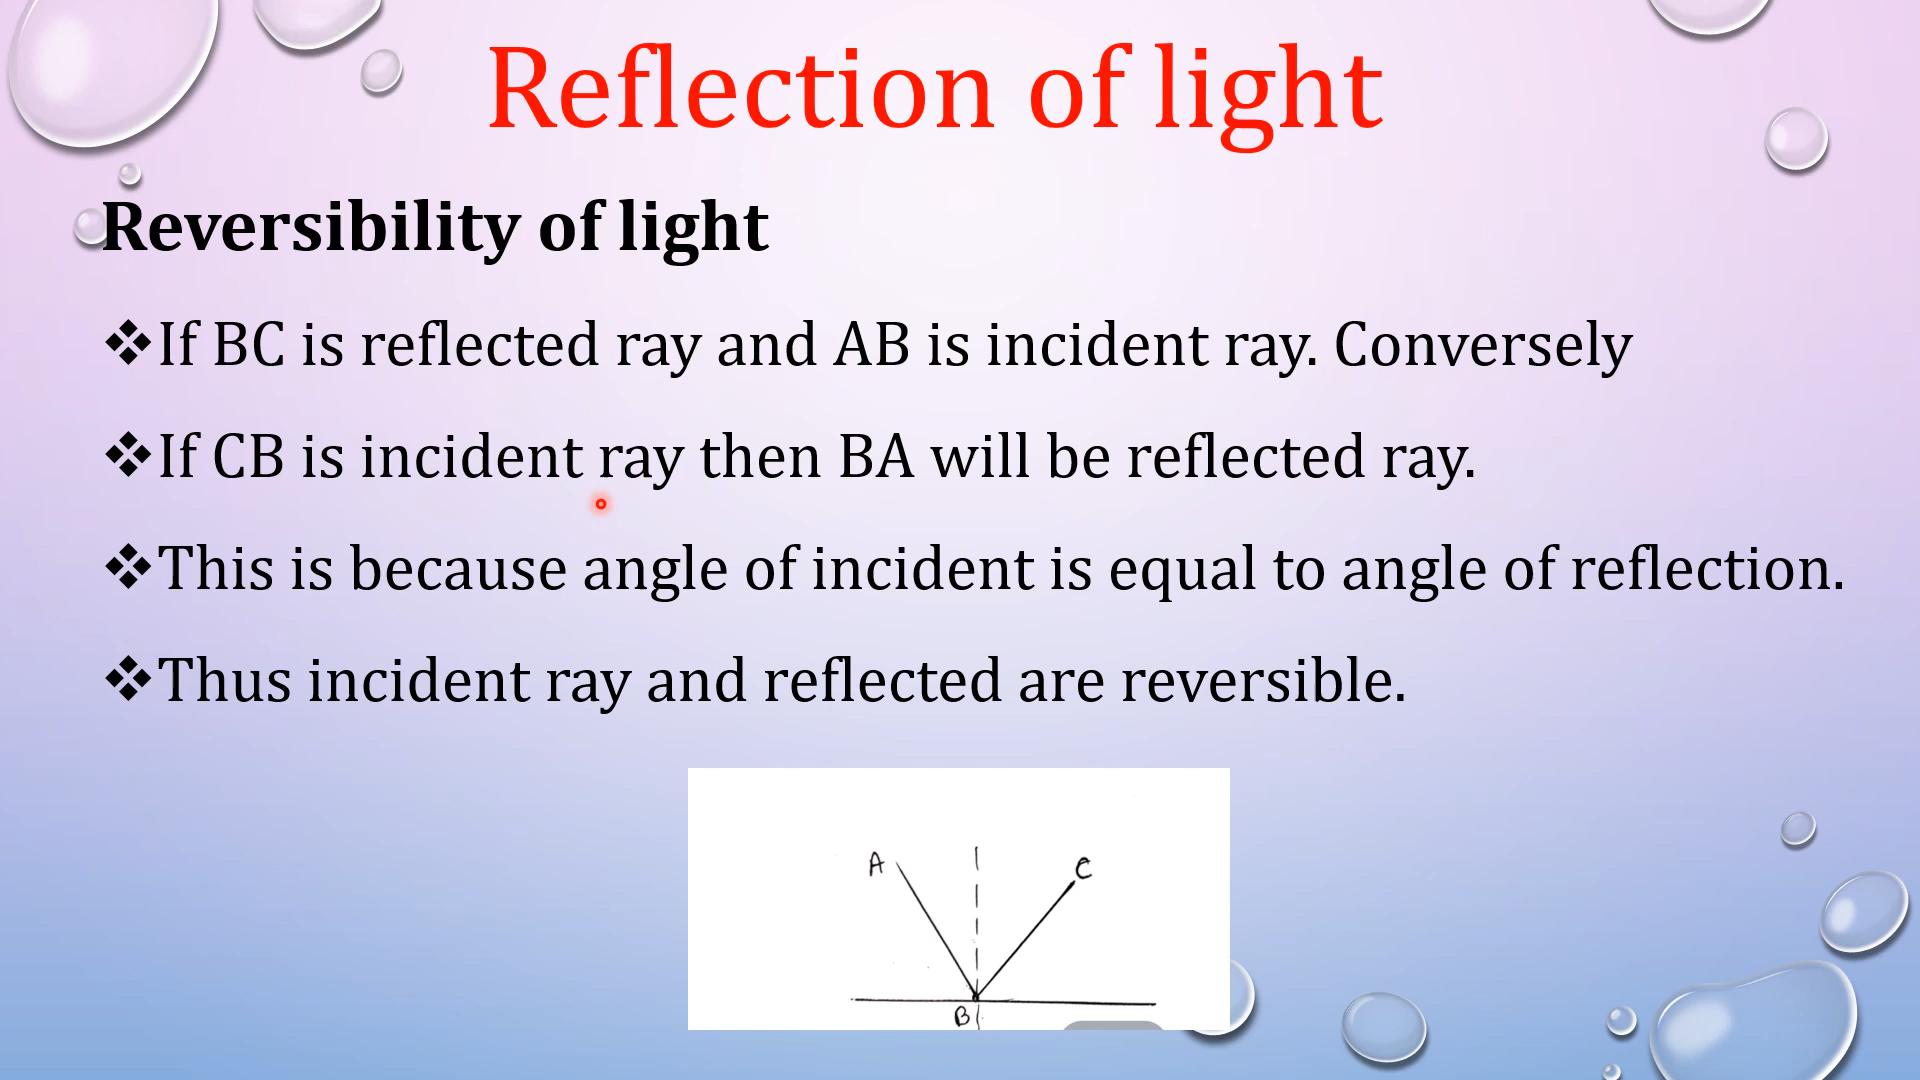 Reflection of light
Reversibility of light
❖If BC is reflected ray and AB is incident ray. Conversely
❖If CB is incident ray then BA will be reflected ray.
❖This is because angle of incident is equal to angle of reflection.
❖Thus incident ray and reflected are reversible.
A
C
B